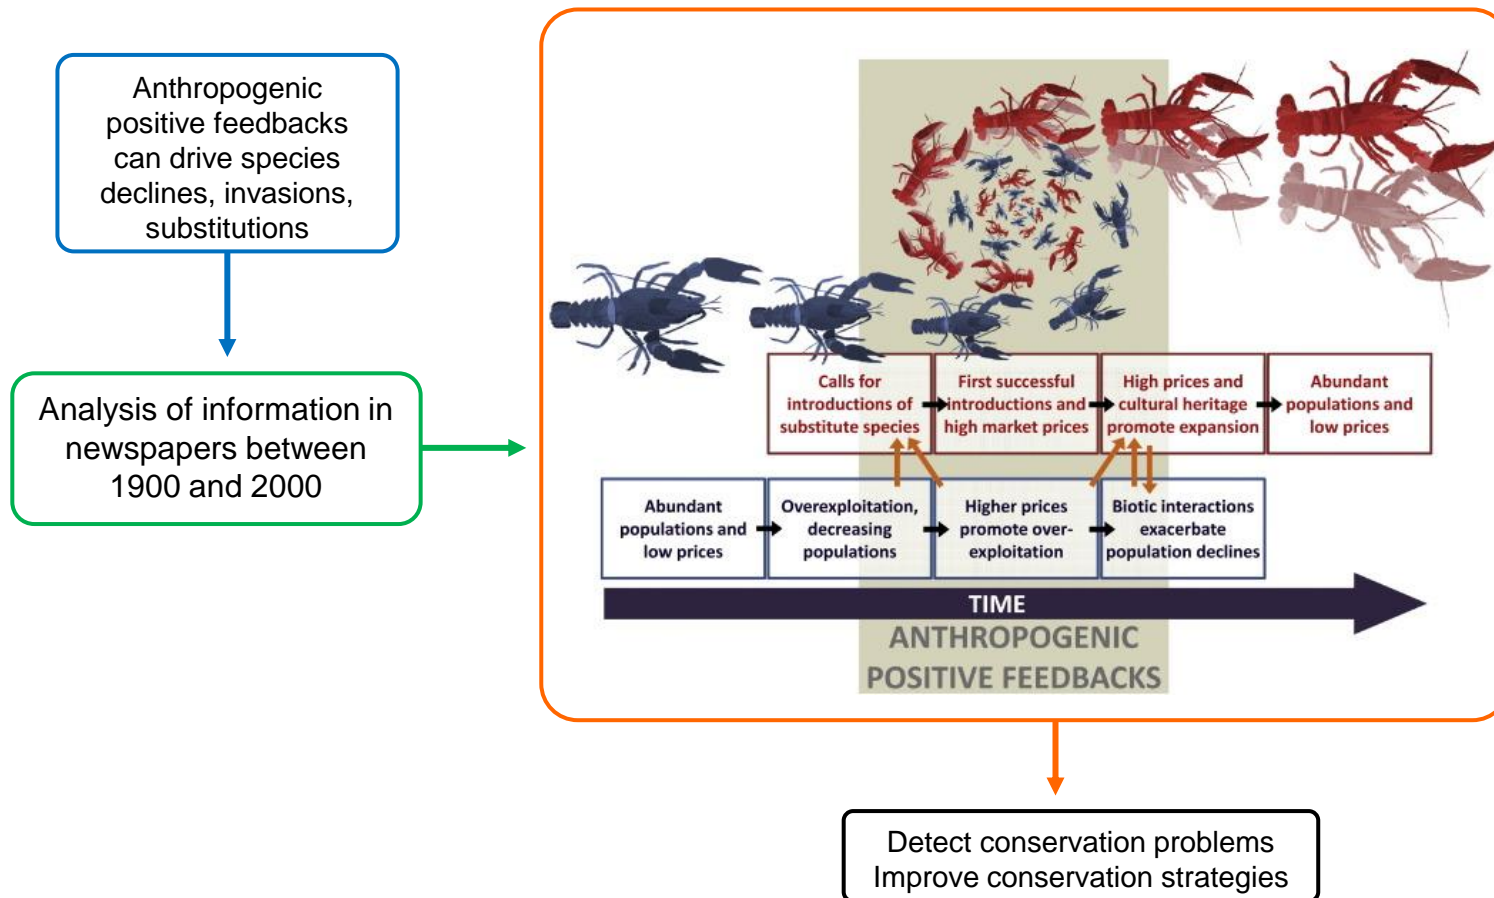 Anthropogenic
positive feedbacks
can drive species
declines, invasions,
substitutions
Analysis of information in
newspapers between
1900 and 2000
Calls for
introductions of
substitute species
First successful
introductions and
high market prices
High prices and
cultural heritage
promote expansion
Abundant
populations and
low prices
Abundant
populations and
low prices
Overexploitation,
decreasing
populations
Higher prices
promote over-
exploitation
Biotic interactions
exacerbate
population declines
TIME
ANTHROPOGENIC
POSITIVE FEEDBACKS
Detect conservation problems
Improve conservation strategies